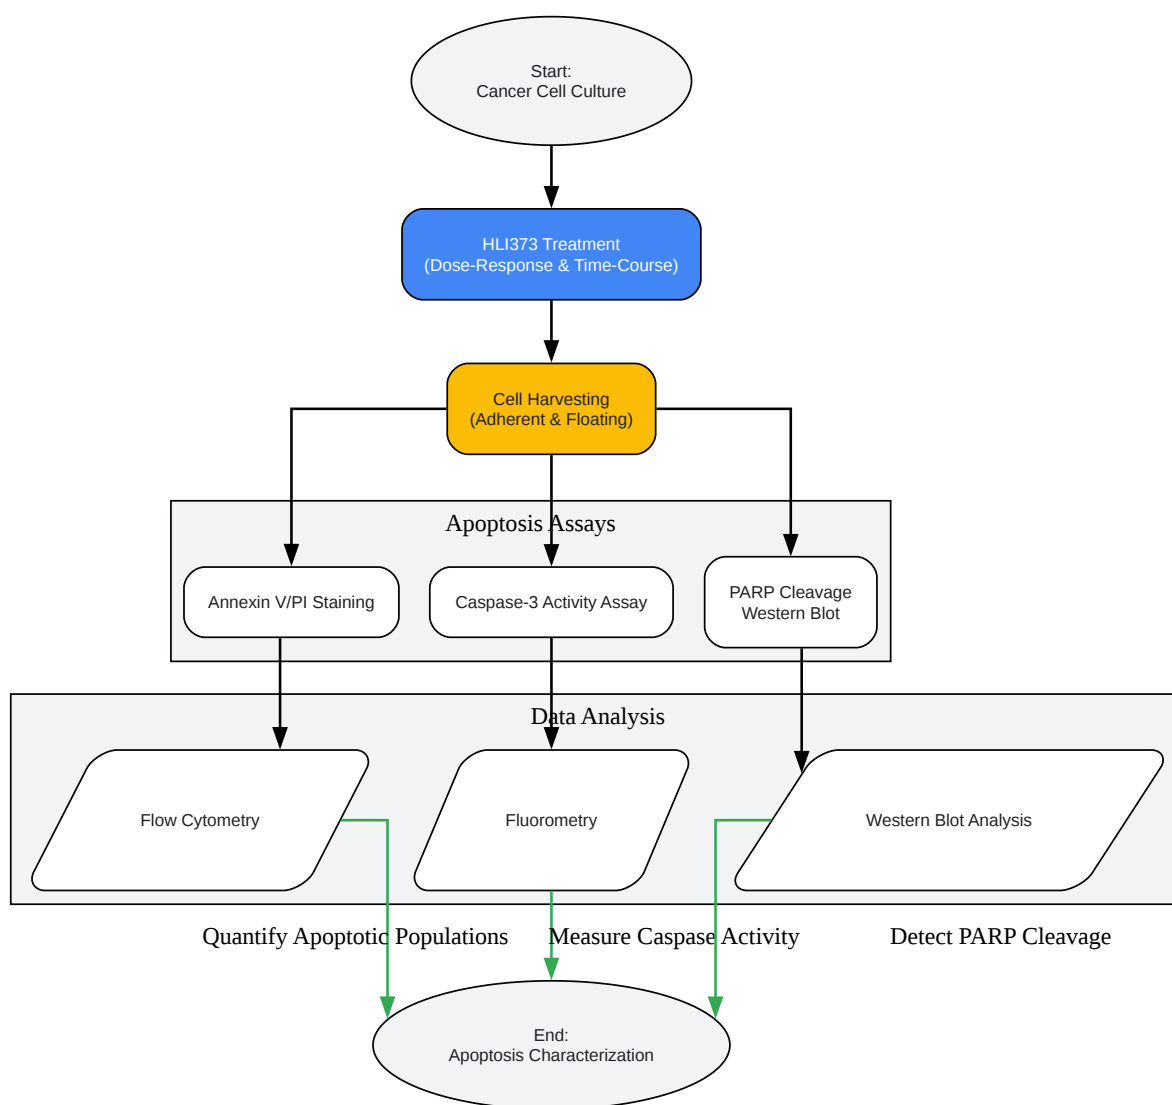 Start:
Cancer Cell Culture
HLI373 Treatment
(Dose-Response & Time-Course)
Cell Harvesting
(Adherent & Floating)
Apoptosis Assays
Annexin V/PI Staining
Caspase-3 Activity Assay
PARP Cleavage
Western Blot
Data Analysis
Flow Cytometry
Fluorometry
Western Blot Analysis
Quantify Apoptotic Populations
Measure Caspase Activity
Detect PARP Cleavage
End:
Apoptosis Characterization